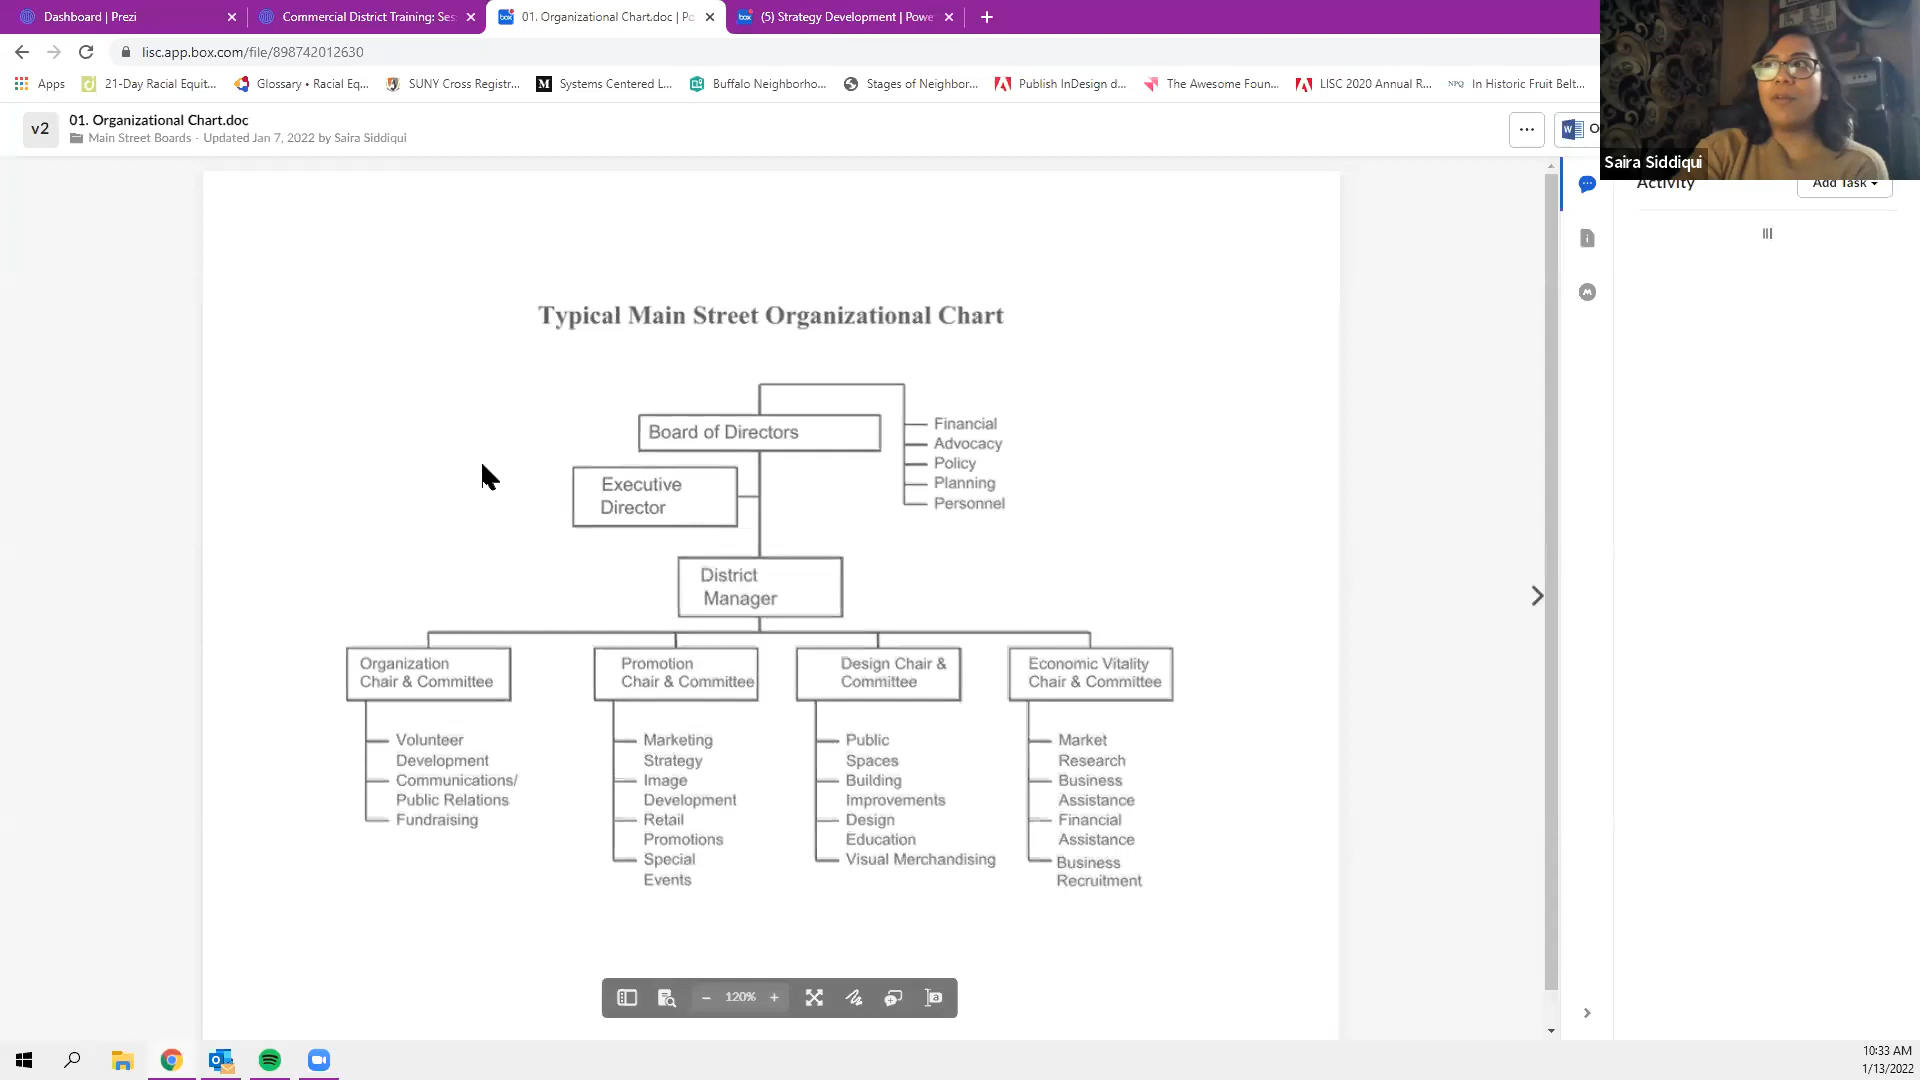 Dashboard | Prezi
Commercial District Training: Ses
01. Organizational Chart.doc | Po
(5) Strategy Development | Powe
lisc.app.box.com/file/898742012630
Apps
21-Day Racial Equit...
Glossary • Racial Eq...
SUNY Cross Registr...
Systems Centered L...
Buffalo Neighborho...
Stages of Neighbor...
Publish InDesign d...
The Awesome Foun...
LISC 2020 Annual R...
NPQ
In Historic Fruit Belt...
v2
01. Organizational Chart.doc
Main Street Boards - Updated Jan 7, 2022 by Saira Siddiqui
O
Saira Siddiqui
Activity
Add Task
Typical Main Street Organizational Chart
Board of Directors
Financial
Advocacy
Policy
Planning
Personnel
Executive
Director
District
Manager
Organization
Chair & Committee
Volunteer
Development
Communications/
Public Relations
Fundraising
Promotion
Chair & Committee
Marketing
Strategy
Image
Development
Retail
Promotions
Special
Events
Design Chair &
Committee
Public
Spaces
Building
Improvements
Design
Education
Visual Merchandising
Economic Vitality
Chair & Committee
Market
Research
Business
Assistance
Financial
Assistance
Business
Recruitment
120%
10:33 AM
1/13/2022